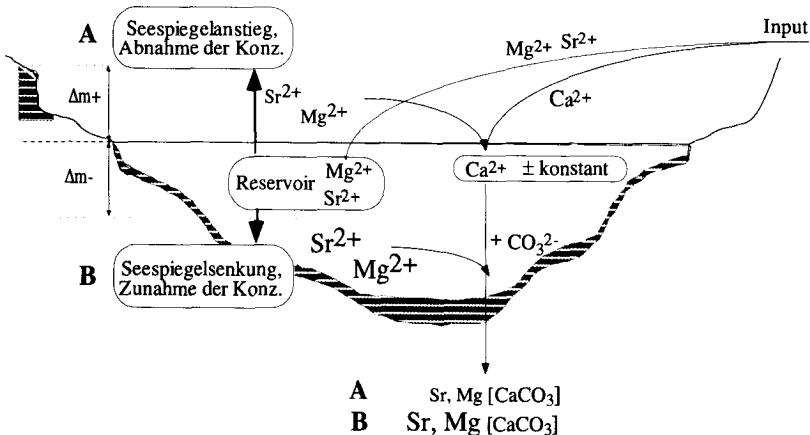 A
Seespiegelanstieg,
Abnahme der Konz.
Input
Mg2+ Sr2+
Δm+
Sr2+
Mg2+
Ca2+
Δm-
Reservoir
Mg2+
Sr2+
Ca2+ ± konstant
Sr2+
Mg2+
+ CO32-
B
Seespiegelsenkung,
Zunahme der Konz.
A Sr, Mg [CaCO3]
B Sr, Mg [CaCO3]